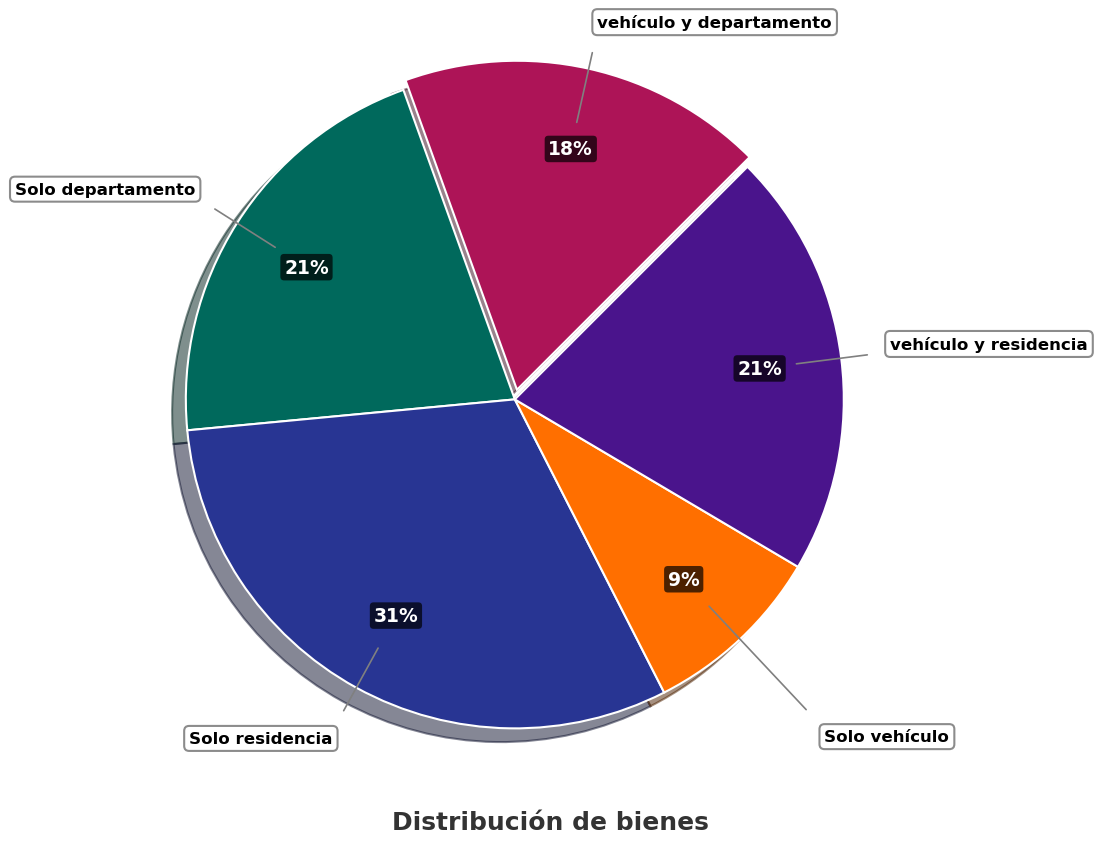 vehículo y departamento
18%
Solo departamento
21%
vehículo y residencia
21%
9%
31%
Solo residencia
Solo vehículo
Distribución de bienes